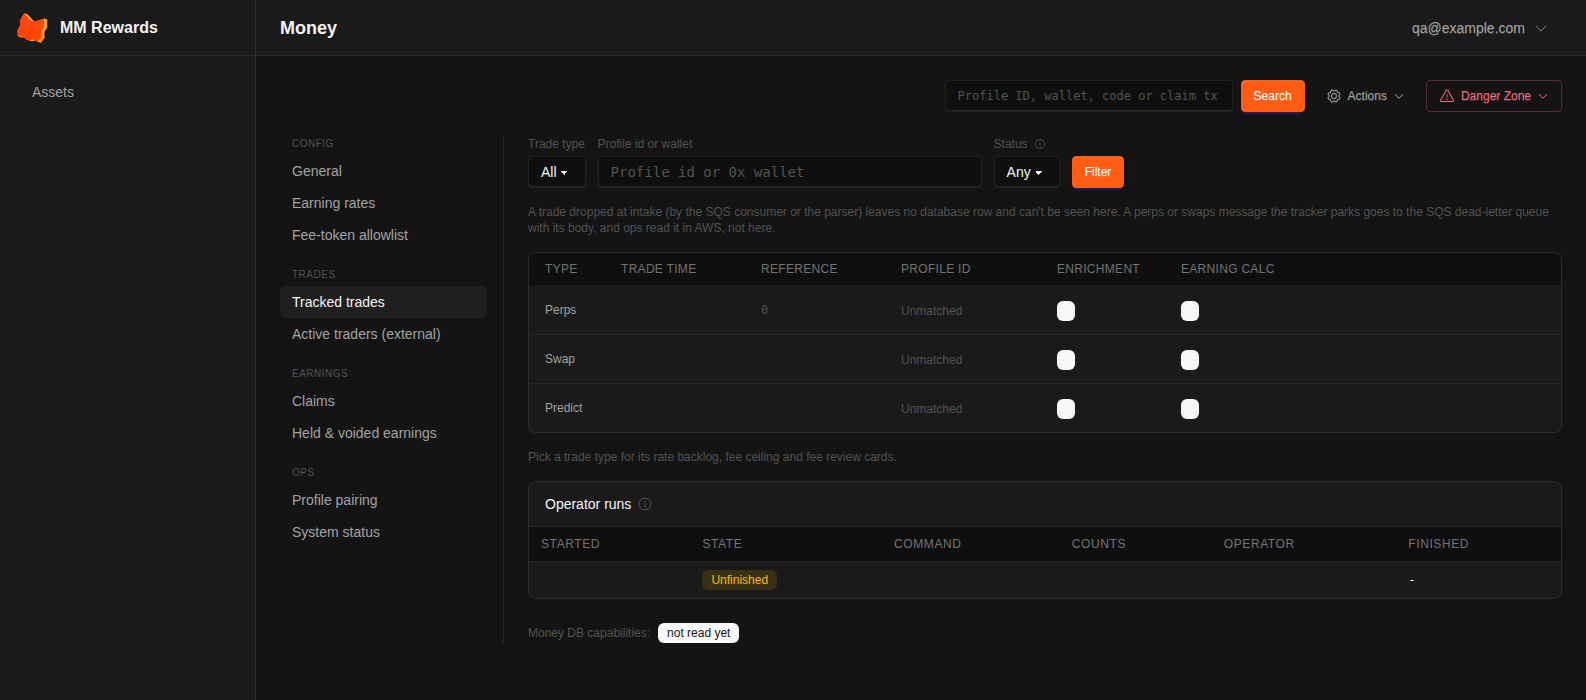 MM Rewards
Money
qa@example.com
Assets
Profile ID, wallet, code or claim tx
Search
Actions
Danger Zone
CONFIG
General
Earning rates
Fee-token allowlist
TRADES
Tracked trades
Active traders (external)
EARNINGS
Claims
Held & voided earnings
OPS
Profile pairing
System status
Trade type Profile id or wallet Status
All Profile id or 0x wallet Any Filter
A trade dropped at intake (by the SQS consumer or the parser) leaves no database row and can't be seen here. A perps or swaps message the tracker parks goes to the SQS dead-letter queue
with its body, and ops read it in AWS, not here.
TYPE TRADE TIME REFERENCE PROFILE ID ENRICHMENT EARNING CALC
Perps 0 Unmatched
Swap Unmatched
Predict Unmatched
Pick a trade type for its rate backlog, fee ceiling and fee review cards.
Operator runs
STARTED STATE COMMAND COUNTS OPERATOR FINISHED
Unfinished -
Money DB capabilities: not read yet